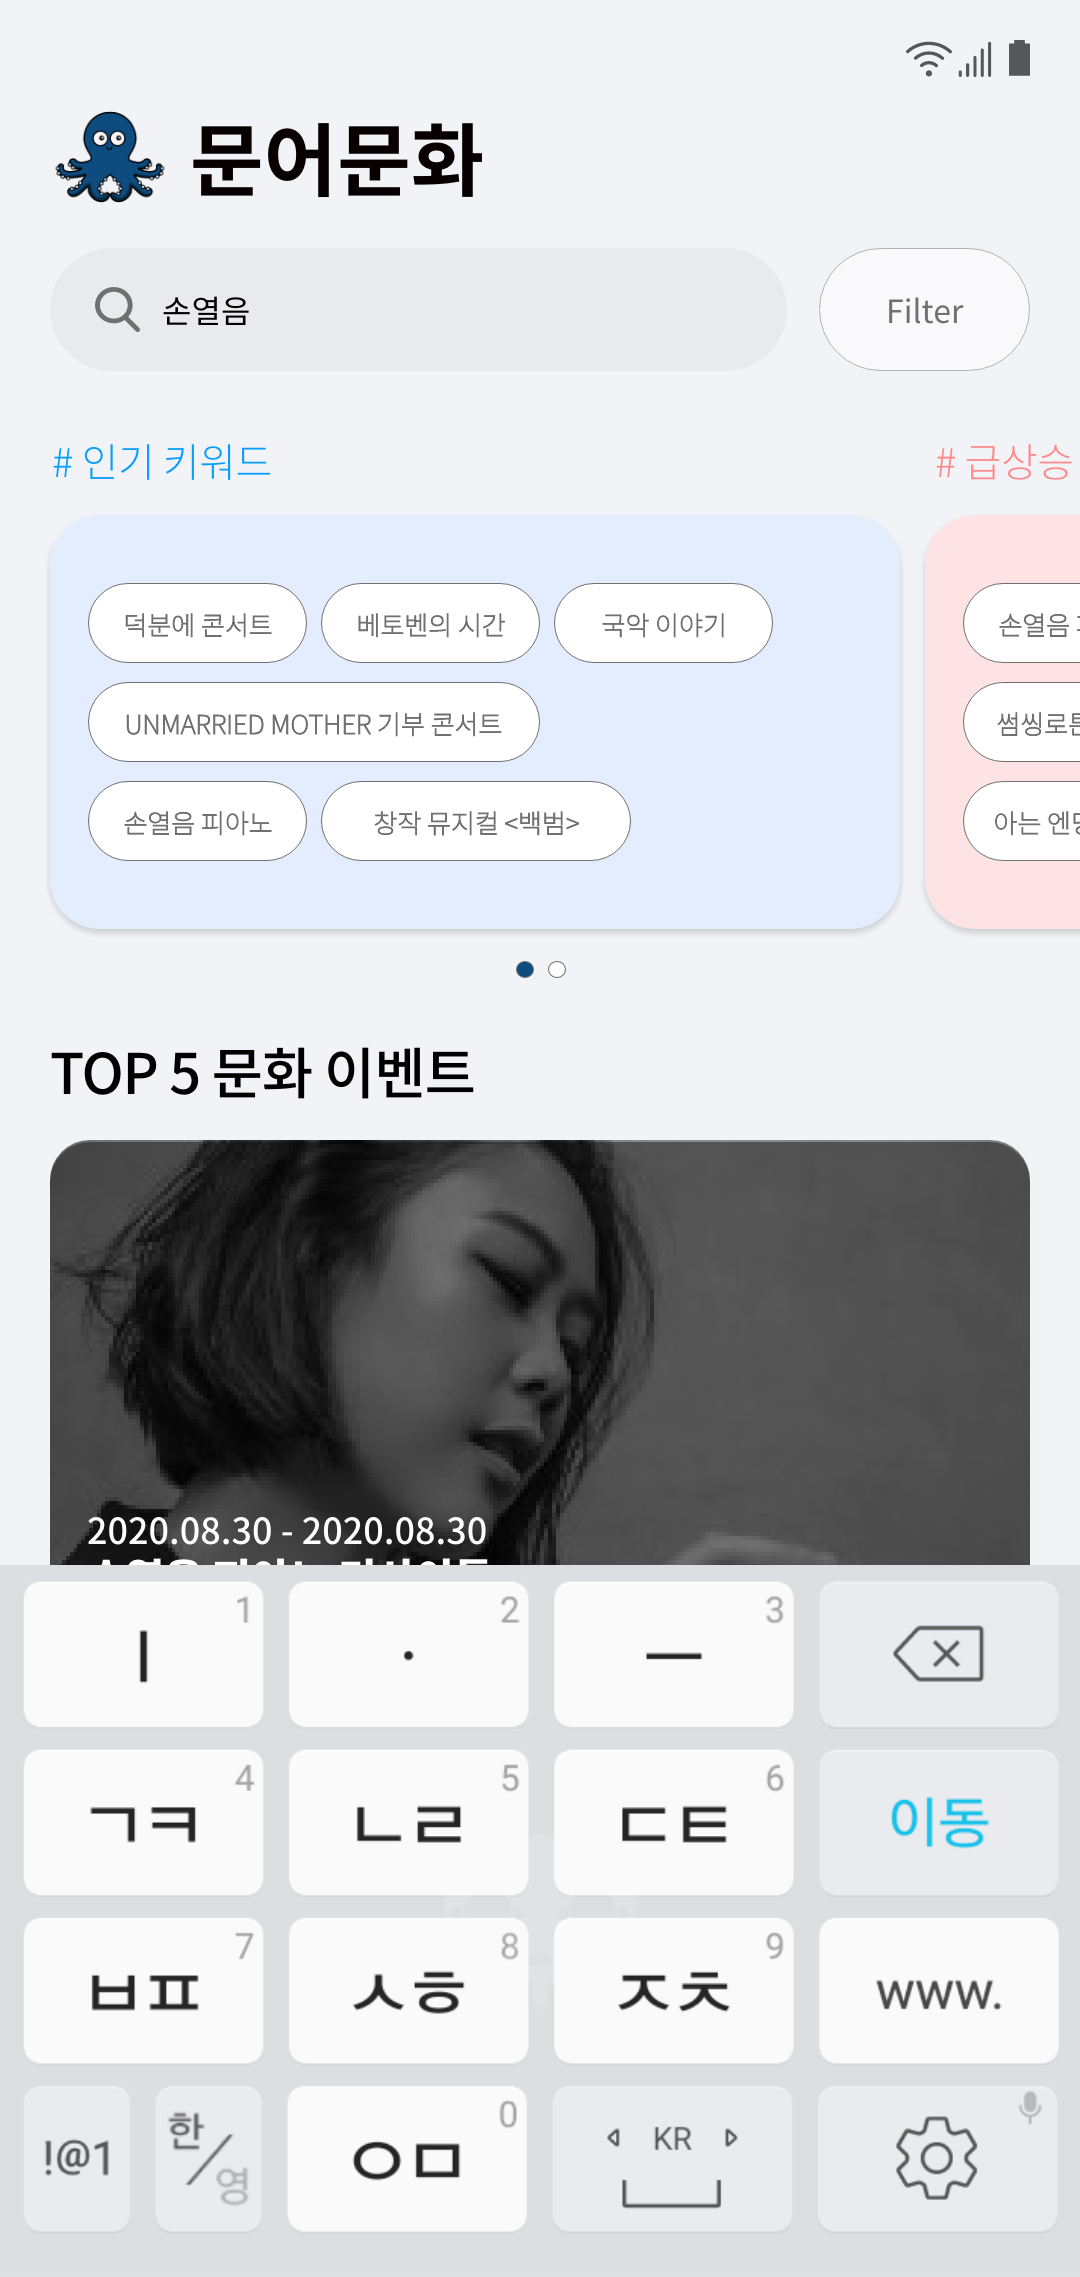 문어문화
손열음
Filter
# 인기 키워드
# 급상승
덕분에 콘서트
베토벤의 시간
국악 이야기
손열음
UNMARRIED MOTHER 기부 콘서트
썸씽로튼
손열음 피아노
창작 뮤지컬 <백범>
아는
TOP 5 문화 이벤트
2020.08.30 - 2020.08.30
ㅣ 1
· 2
ㅡ 3
ㄱㅋ 4
ㄴㄹ 5
ㄷㅌ 6
이동
ㅂㅍ 7
ㅅㅎ 8
ㅈㅊ 9
www.
!@1
한/영
ㅇㅁ 0
KR